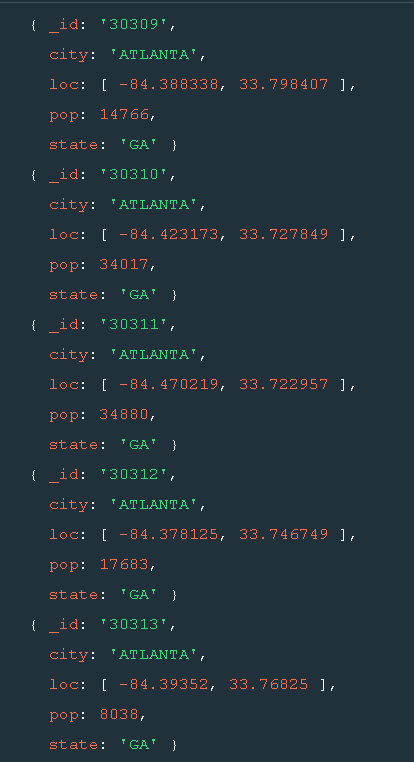 { _id: '30309',
city: 'ATLANTA',
loc: [ -84.388338, 33.798407 ],
pop: 14766,
state: 'GA' }
{ _id: '30310',
city: 'ATLANTA',
loc: [ -84.423173, 33.727849 ],
pop: 34017,
state: 'GA' }
{ _id: '30311',
city: 'ATLANTA',
loc: [ -84.470219, 33.722957 ],
pop: 34880,
state: 'GA' }
{ _id: '30312',
city: 'ATLANTA',
loc: [ -84.378125, 33.746749 ],
pop: 17683,
state: 'GA' }
{ _id: '30313',
city: 'ATLANTA',
loc: [ -84.39352, 33.76825 ],
pop: 8038,
state: 'GA' }